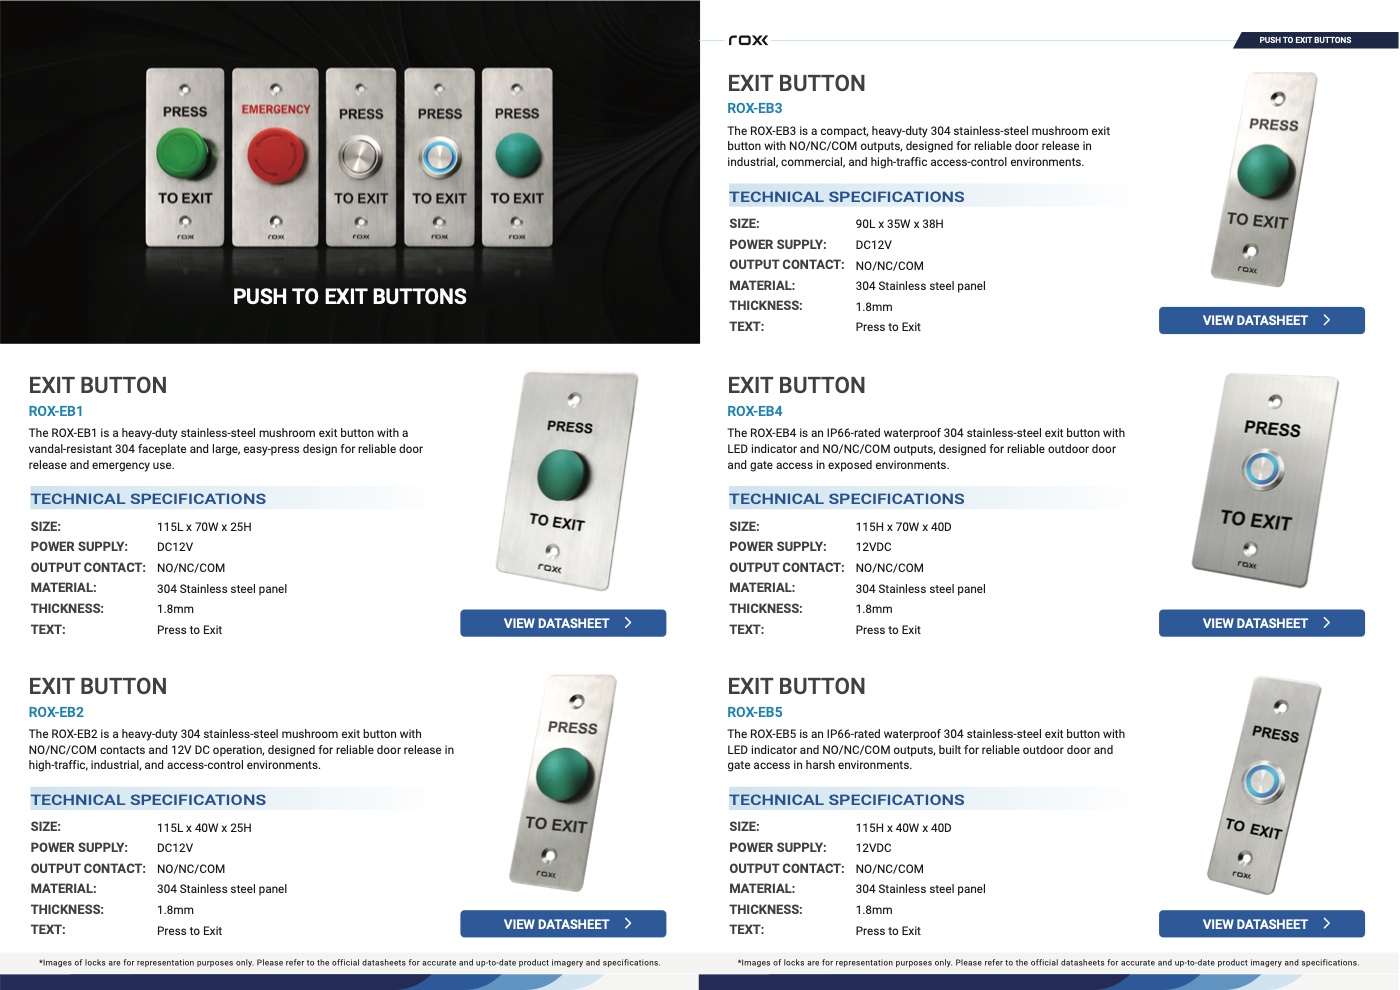 PRESS
TO EXIT
roxx
EMERGENCY
TO EXIT
roxx
PRESS
TO EXIT
roxx
PRESS
TO EXIT
roxx
PRESS
TO EXIT
roxx
PUSH TO EXIT BUTTONS
EXIT BUTTON
ROX-EB1
The ROX-EB1 is a heavy-duty stainless-steel mushroom exit button with a
vandal-resistant 304 faceplate and large, easy-press design for reliable door
release and emergency use.
TECHNICAL SPECIFICATIONS
SIZE: 115L x 70W x 25H
POWER SUPPLY: DC12V
OUTPUT CONTACT: NO/NC/COM
MATERIAL: 304 Stainless steel panel
THICKNESS: 1.8mm
TEXT: Press to Exit
PRESS
TO EXIT
roxx
VIEW DATASHEET
EXIT BUTTON
ROX-EB2
The ROX-EB2 is a heavy-duty 304 stainless-steel mushroom exit button with
NO/NC/COM contacts and 12V DC operation, designed for reliable door release in
high-traffic, industrial, and access-control environments.
TECHNICAL SPECIFICATIONS
SIZE: 115L x 40W x 25H
POWER SUPPLY: DC12V
OUTPUT CONTACT: NO/NC/COM
MATERIAL: 304 Stainless steel panel
THICKNESS: 1.8mm
TEXT: Press to Exit
PRESS
TO EXIT
roxx
VIEW DATASHEET
*Images of locks are for representation purposes only. Please refer to the official datasheets for accurate and up-to-date product imagery and specifications.
roxx
PUSH TO EXIT BUTTONS
EXIT BUTTON
ROX-EB3
The ROX-EB3 is a compact, heavy-duty 304 stainless-steel mushroom exit
button with NO/NC/COM outputs, designed for reliable door release in
industrial, commercial, and high-traffic access-control environments.
TECHNICAL SPECIFICATIONS
SIZE: 90L x 35W x 38H
POWER SUPPLY: DC12V
OUTPUT CONTACT: NO/NC/COM
MATERIAL: 304 Stainless steel panel
THICKNESS: 1.8mm
TEXT: Press to Exit
PRESS
TO EXIT
roxx
VIEW DATASHEET
EXIT BUTTON
ROX-EB4
The ROX-EB4 is an IP66-rated waterproof 304 stainless-steel exit button with
LED indicator and NO/NC/COM outputs, designed for reliable outdoor door
and gate access in exposed environments.
TECHNICAL SPECIFICATIONS
SIZE: 115H x 70W x 40D
POWER SUPPLY: 12VDC
OUTPUT CONTACT: NO/NC/COM
MATERIAL: 304 Stainless steel panel
THICKNESS: 1.8mm
TEXT: Press to Exit
PRESS
TO EXIT
roxx
VIEW DATASHEET
EXIT BUTTON
ROX-EB5
The ROX-EB5 is an IP66-rated waterproof 304 stainless-steel exit button with
LED indicator and NO/NC/COM outputs, built for reliable outdoor door and
gate access in harsh environments.
TECHNICAL SPECIFICATIONS
SIZE: 115H x 40W x 40D
POWER SUPPLY: 12VDC
OUTPUT CONTACT: NO/NC/COM
MATERIAL: 304 Stainless steel panel
THICKNESS: 1.8mm
TEXT: Press to Exit
PRESS
TO EXIT
roxx
VIEW DATASHEET
*Images of locks are for representation purposes only. Please refer to the official datasheets for accurate and up-to-date product imagery and specifications.